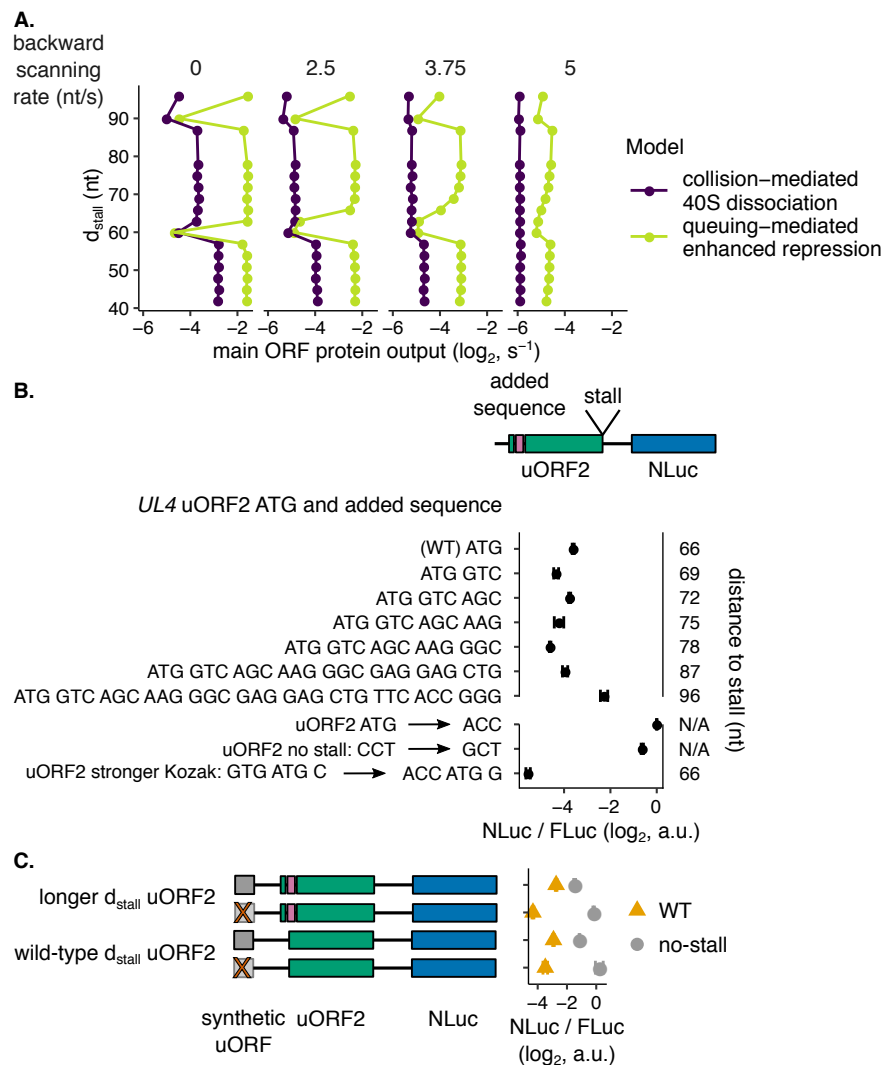 A.
backward
scanning
rate (nt/s)
0 2.5 3.75 5
90
80
70
60
50
40
d_stall (nt)
−6 −4 −2 −6 −4 −2 −6 −4 −2 −6 −4 −2
main ORF protein output (log2, s−1)
Model
collision−mediated
40S dissociation
queuing−mediated
enhanced repression
B.
added
sequence
stall
uORF2 NLuc
UL4 uORF2 ATG and added sequence
(WT) ATG 66
ATG GTC 69
ATG GTC AGC 72
ATG GTC AGC AAG 75
ATG GTC AGC AAG GGC 78
ATG GTC AGC AAG GGC GAG GAG CTG 87
ATG GTC AGC AAG GGC GAG GAG CTG TTC ACC GGG 96
uORF2 ATG → ACC N/A
uORF2 no stall: CCT → GCT N/A
uORF2 stronger Kozak: GTG ATG C → ACC ATG G 66
distance to stall (nt)
−4 −2 0
NLuc / FLuc (log2, a.u.)
C.
longer d_stall uORF2
wild−type d_stall uORF2
X
X
synthetic
uORF
uORF2
NLuc
−4 −2 0
NLuc / FLuc
(log2, a.u.)
WT
no−stall